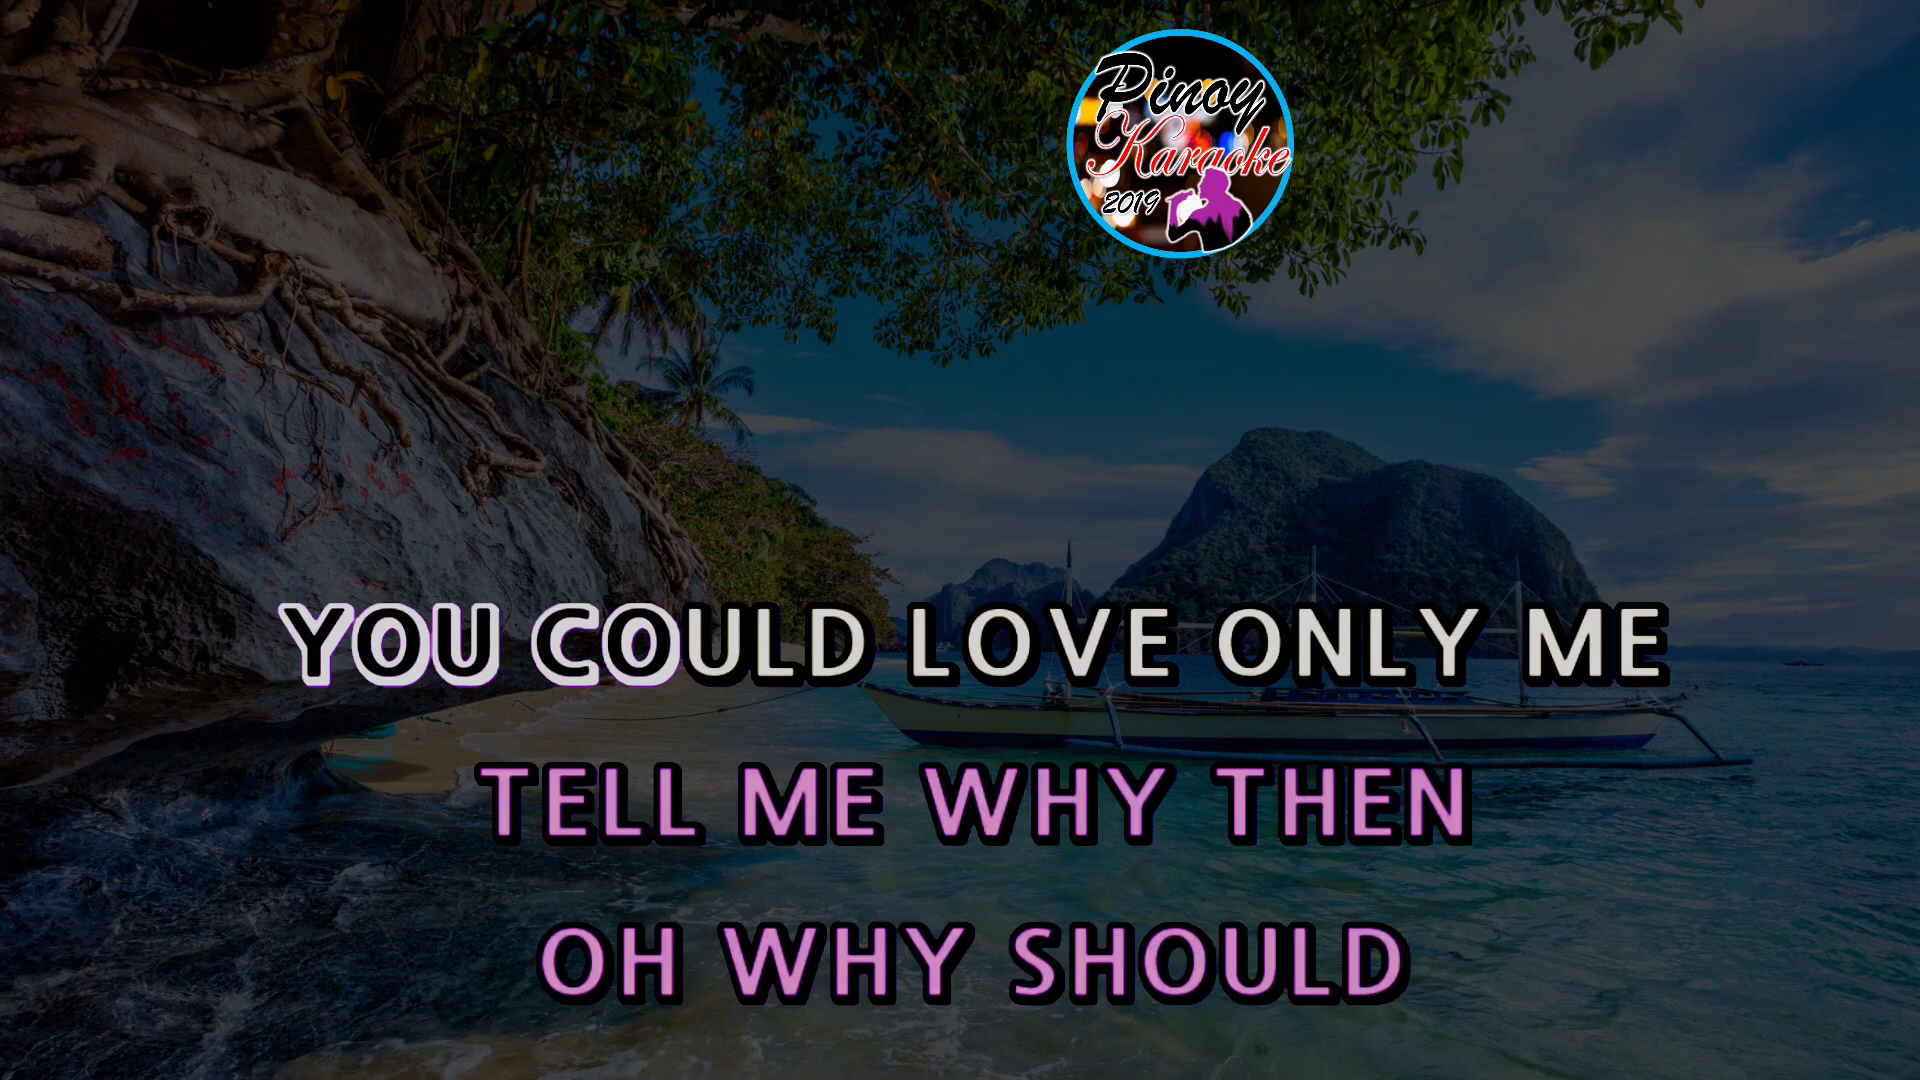 Pinoy
Karaoke
2019
YOU COULD LOVE ONLY ME
TELL ME WHY THEN
OH WHY SHOULD